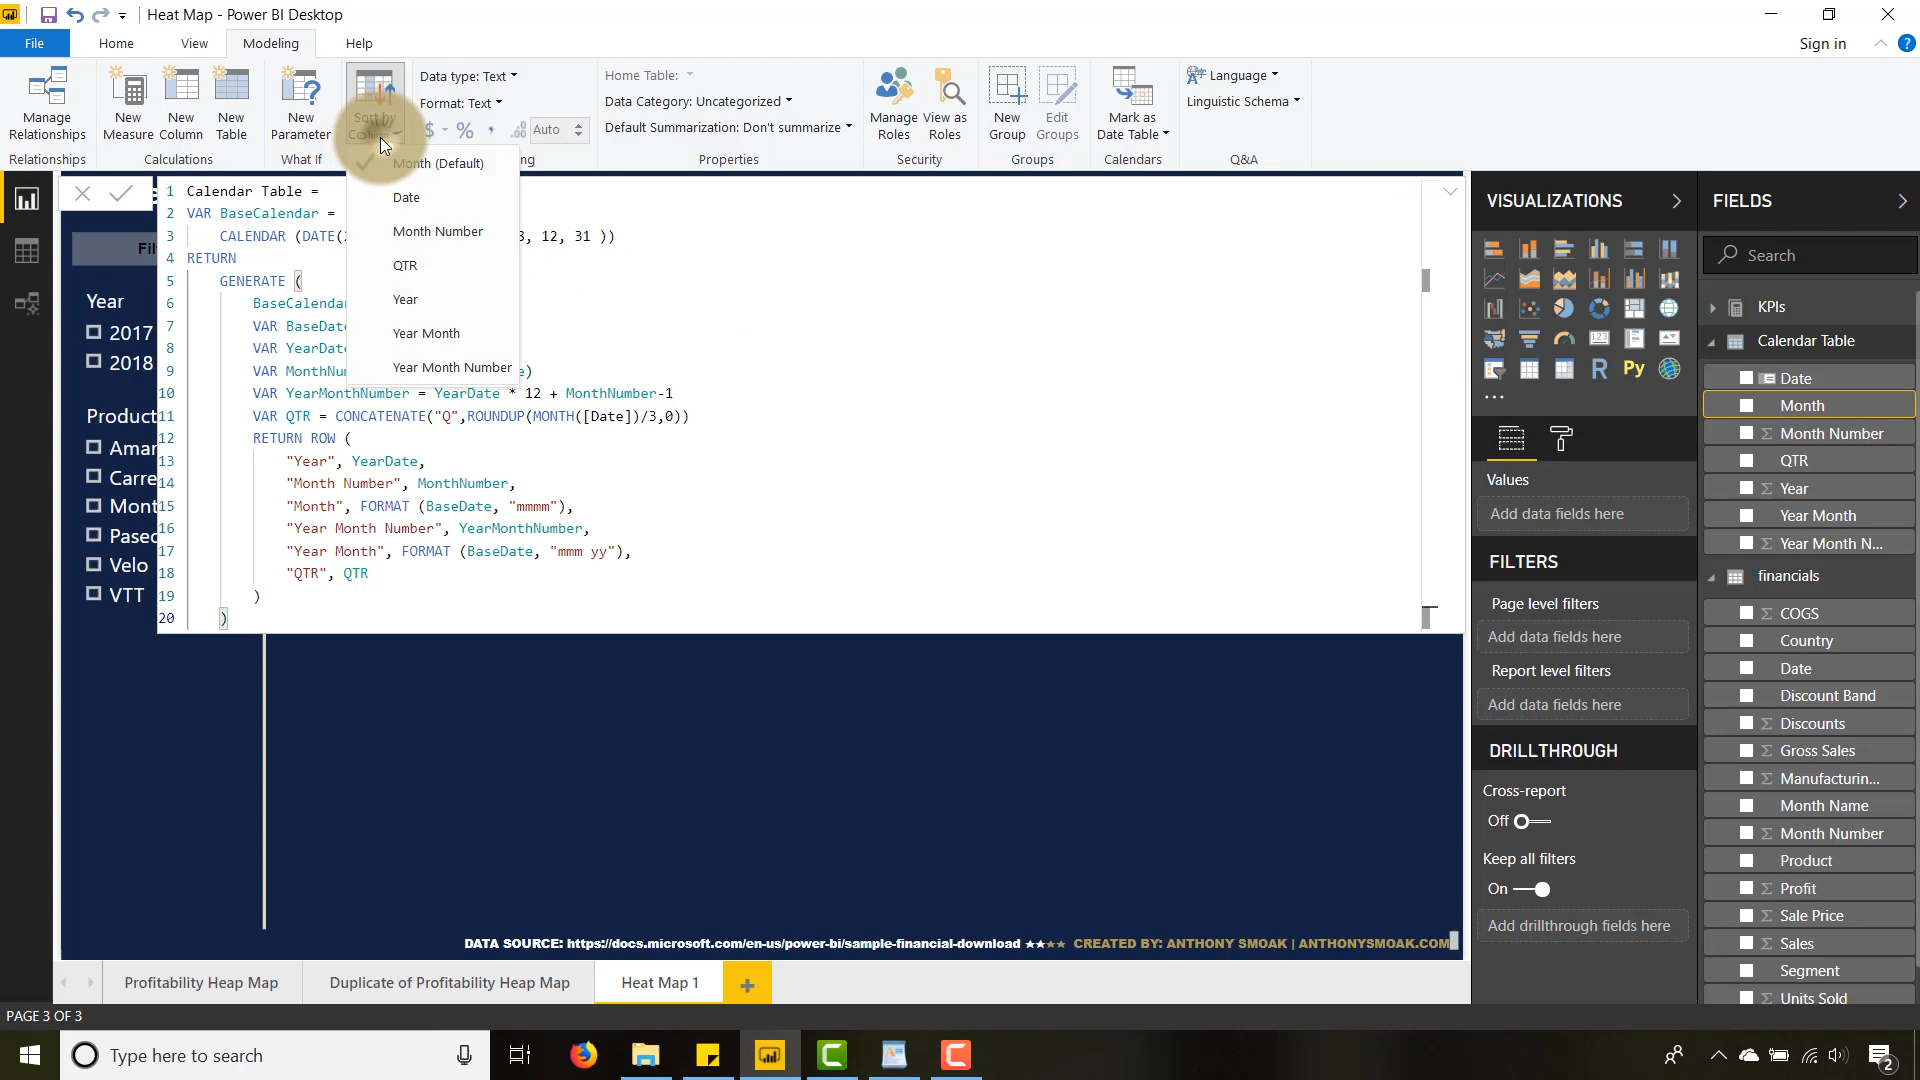 Heat Map - Power BI Desktop
File
Home
View
Modeling
Help
Sign in
Manage Relationships
New Measure
New Column
New Table
New Parameter
Sort by
Data type: Text
Format: Text
$ % , .00 Auto
Home Table:
Data Category: Uncategorized
Default Summarization: Don't summarize
Manage Roles
View as Roles
New Group
Edit Groups
Mark as Date Table
Language
Linguistic Schema
Relationships
Calculations
What If
Properties
Security
Groups
Calendars
Q&A
Month (Default)
Date
Month Number
QTR
Year
Year Month
Year Month Number
1 Calendar Table =
2 VAR BaseCalendar =
3 CALENDAR (DATE( , 12, 31 ))
4 RETURN
5 GENERATE (
6 BaseCalendar
7 VAR BaseDate
8 VAR YearDate
9 VAR MonthNu )
10 VAR YearMonthNumber = YearDate * 12 + MonthNumber-1
11 VAR QTR = CONCATENATE("Q",ROUNDUP(MONTH([Date])/3,0))
12 RETURN ROW (
13 "Year", YearDate,
14 "Month Number", MonthNumber,
15 "Month", FORMAT (BaseDate, "mmmm"),
16 "Year Month Number", YearMonthNumber,
17 "Year Month", FORMAT (BaseDate, "mmm yy"),
18 "QTR", QTR
19 )
20 )
Year
2017
2018
Product
Amar
Carre
Mont
Paseo
Velo
VTT
DATA SOURCE: https://docs.microsoft.com/en-us/power-bi/sample-financial-download ★★★★ CREATED BY: ANTHONY SMOAK | ANTHONYSMOAK.COM
VISUALIZATIONS
R
Py
Values
Add data fields here
FILTERS
Page level filters
Add data fields here
Report level filters
Add data fields here
DRILLTHROUGH
Cross-report
Off
Keep all filters
On
Add drillthrough fields here
FIELDS
Search
KPIs
Calendar Table
Date
Month
Month Number
QTR
Year
Year Month
Year Month N...
financials
COGS
Country
Date
Discount Band
Discounts
Gross Sales
Manufacturin...
Month Name
Month Number
Product
Profit
Sale Price
Sales
Segment
Units Sold
Profitability Heap Map
Duplicate of Profitability Heap Map
Heat Map 1
PAGE 3 OF 3
Type here to search
2